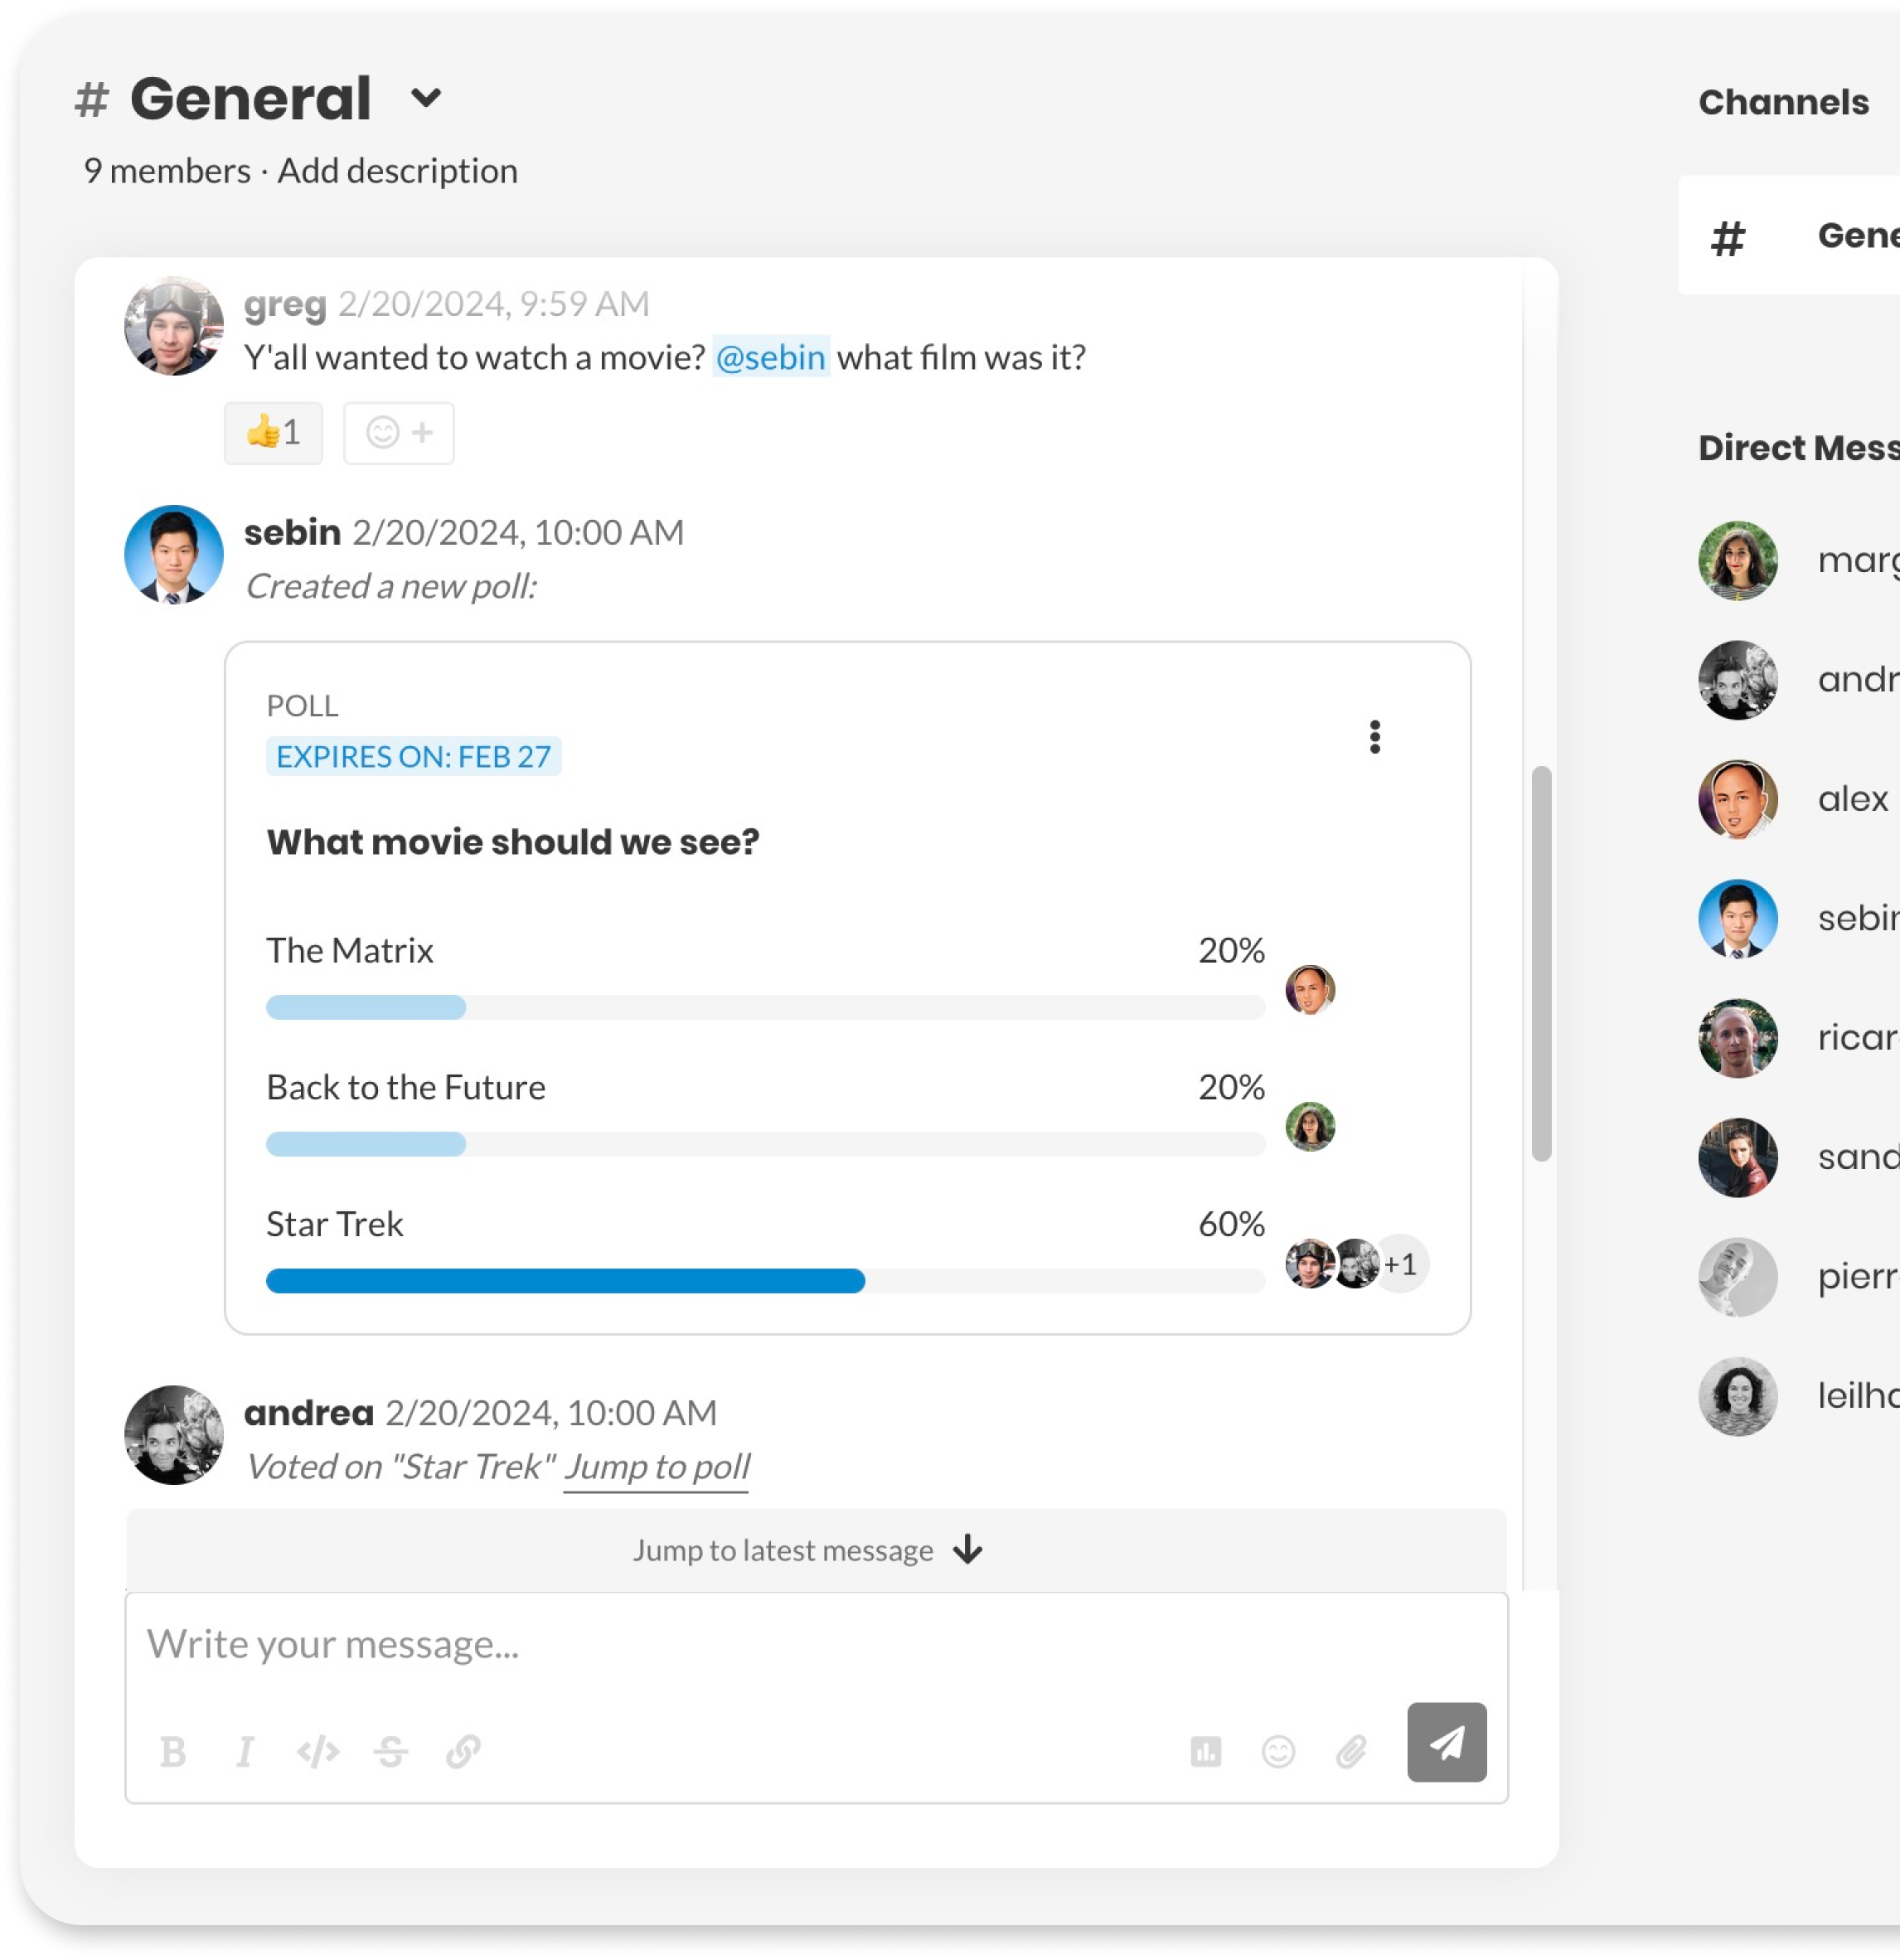 # General
9 members · Add description
greg 2/20/2024, 9:59 AM
Y'all wanted to watch a movie? @sebin what film was it?
👍1
+
sebin 2/20/2024, 10:00 AM
Created a new poll:
POLL
EXPIRES ON: FEB 27
What movie should we see?
The Matrix 20%
Back to the Future 20%
Star Trek 60%
+1
andrea 2/20/2024, 10:00 AM
Voted on "Star Trek" Jump to poll
Jump to latest message
Write your message...
B I </> S
Channels
# Gene
Direct Mess
marg
andr
alex
sebin
ricar
sand
pierr
leilha